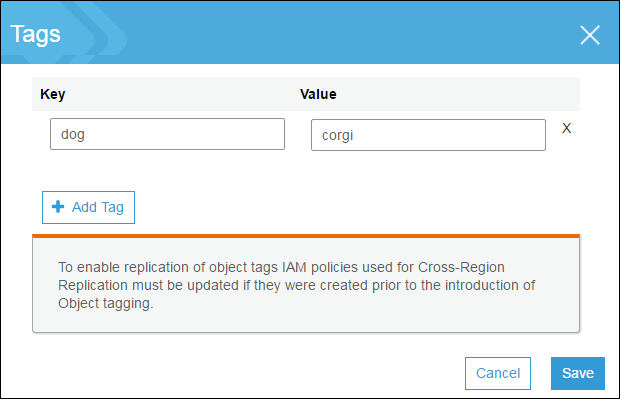 Tags
Key Value
dog corgi X
+ Add Tag
To enable replication of object tags IAM policies used for Cross-Region
Replication must be updated if they were created prior to the introduction of
Object tagging.
Cancel Save